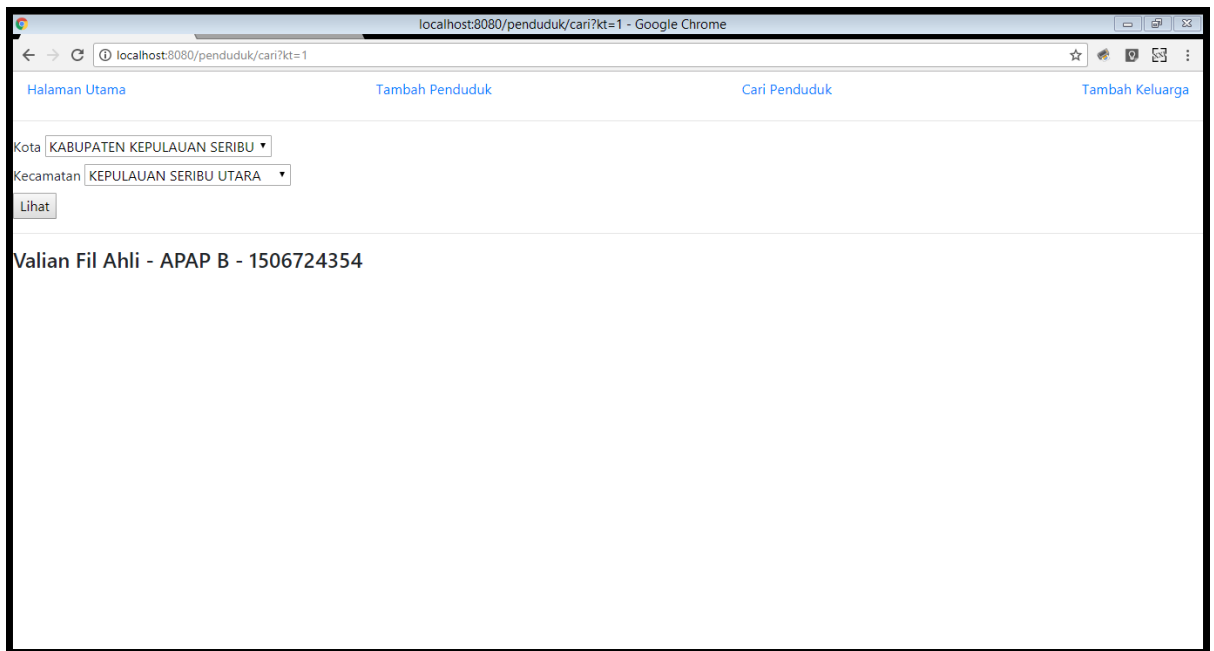 localhost:8080/penduduk/cari?kt=1 - Google Chrome
localhost:8080/penduduk/cari?kt=1
Halaman Utama Tambah Penduduk Cari Penduduk Tambah Keluarga
Kota KABUPATEN KEPULAUAN SERIBU
Kecamatan KEPULAUAN SERIBU UTARA
Lihat
Valian Fil Ahli - APAP B - 1506724354